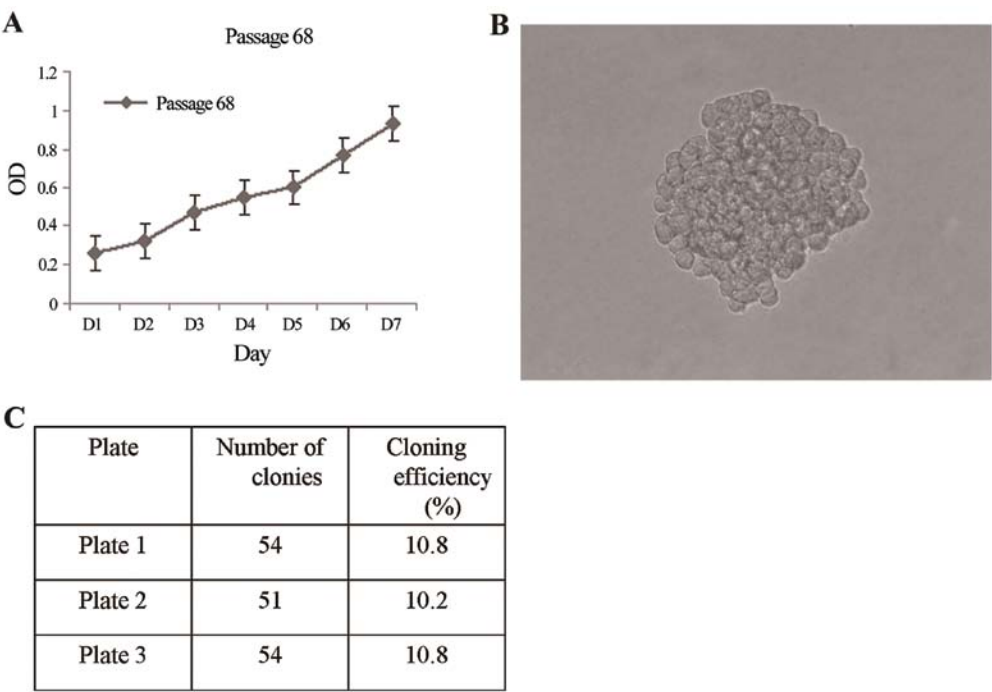 A
Passage 68
1.2
1
0.8
0.6
0.4
0.2
0
OD
Passage 68
D1 D2 D3 D4 D5 D6 D7
Day
B
C
Plate Number of clonies Cloning efficiency (%)
Plate 1 54 10.8
Plate 2 51 10.2
Plate 3 54 10.8